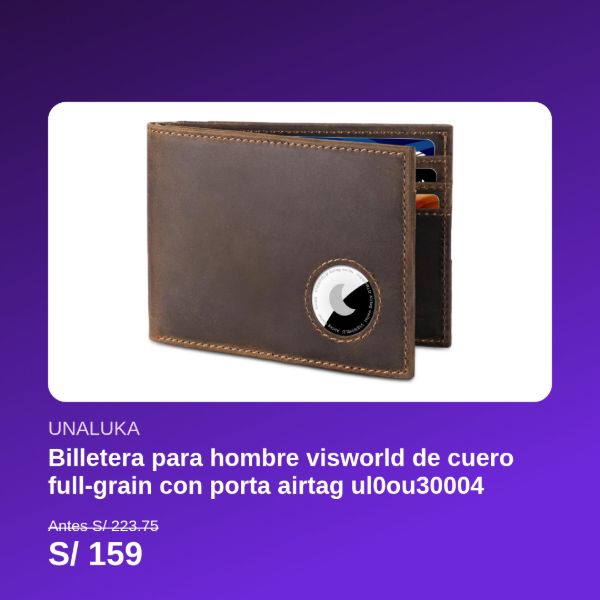 UNALUKA
Billetera para hombre visworld de cuero
full-grain con porta airtag ul0ou30004
Antes S/ 223.75
S/ 159